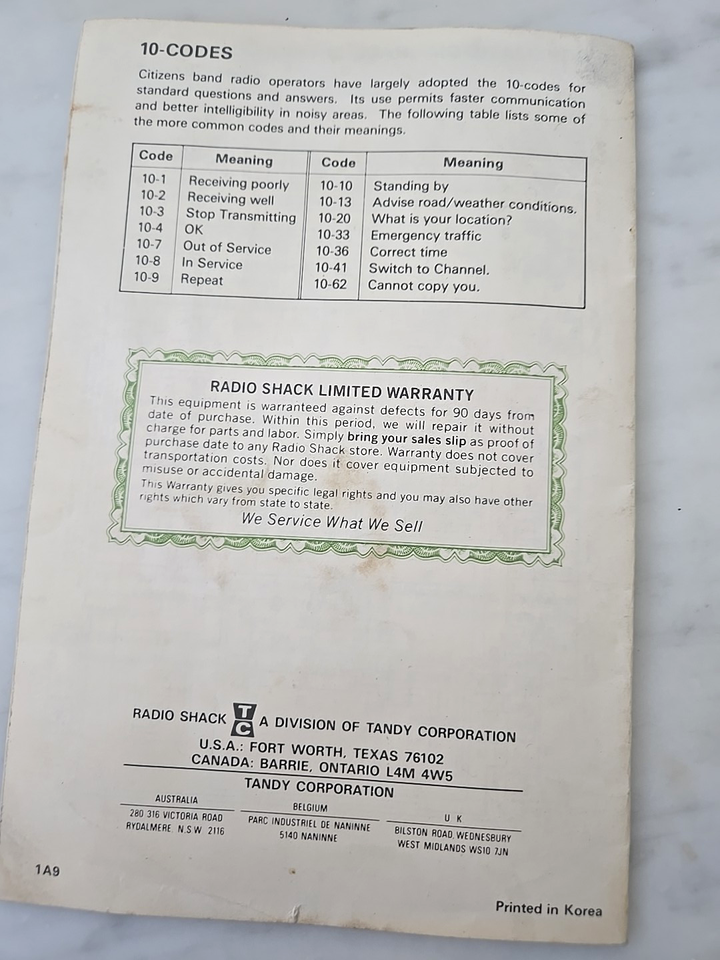 10-CODES
Citizens band radio operators have largely adopted the 10-codes for
standard questions and answers. Its use permits faster communication
and better intelligibility in noisy areas. The following table lists some of
the more common codes and their meanings.
Code Meaning Code Meaning
10-1 Receiving poorly 10-10 Standing by
10-2 Receiving well 10-13 Advise road/weather conditions.
10-3 Stop Transmitting 10-20 What is your location?
10-4 OK 10-33 Emergency traffic
10-7 Out of Service 10-36 Correct time
10-8 In Service 10-41 Switch to Channel.
10-9 Repeat 10-62 Cannot copy you.
RADIO SHACK LIMITED WARRANTY
This equipment is warranteed against defects for 90 days from
date of purchase. Within this period, we will repair it without
charge for parts and labor. Simply bring your sales slip as proof of
purchase date to any Radio Shack store. Warranty does not cover
transportation costs. Nor does it cover equipment subjected to
misuse or accidental damage.
This Warranty gives you specific legal rights and you may also have other
rights which vary from state to state.
We Service What We Sell
RADIO SHACK TC A DIVISION OF TANDY CORPORATION
U.S.A.: FORT WORTH, TEXAS 76102
CANADA: BARRIE, ONTARIO L4M 4W5
TANDY CORPORATION
AUSTRALIA BELGIUM U K
280 316 VICTORIA ROAD PARC INDUSTRIEL DE NANINNE BILSTON ROAD, WEDNESBURY
RYDALMERE N.S.W 2116 5140 NANINNE WEST MIDLANDS WS10 7JN
1A9
Printed in Korea